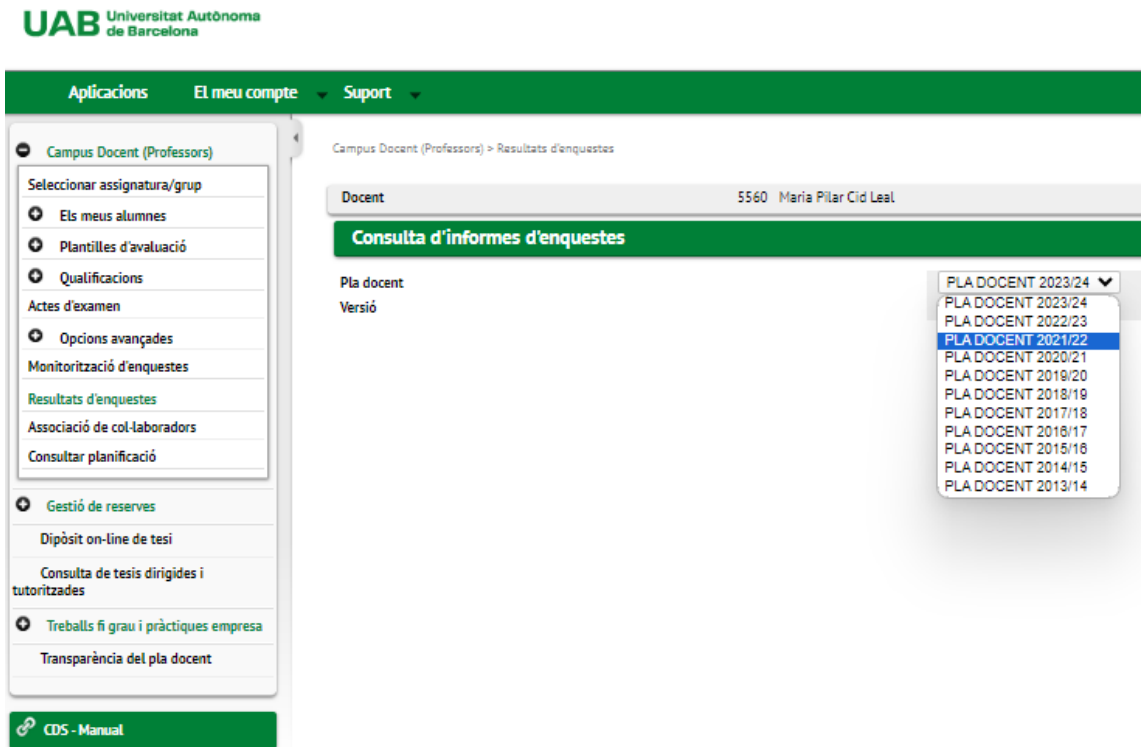 UAB Universitat Autònoma
de Barcelona
Aplicacions El meu compte Suport
Campus Docent (Professors)
Seleccionar assignatura/grup
Els meus alumnes
Plantilles d'avaluació
Qualificacions
Actes d'examen
Opcions avançades
Monitorització d'enquestes
Resultats d'enquestes
Associació de col·laboradors
Consultar planificació
Gestió de reserves
Dipòsit on-line de tesi
Consulta de tesis dirigides i
tutoritzades
Treballs fi grau i pràctiques empresa
Transparència del pla docent
CDS - Manual
Campus Docent (Professors) > Resultats d'enquestes
Docent 5560 Maria Pilar Cid Leal
Consulta d'informes d'enquestes
Pla docent PLA DOCENT 2023/24
Versió
PLA DOCENT 2023/24
PLA DOCENT 2022/23
PLA DOCENT 2021/22
PLA DOCENT 2020/21
PLA DOCENT 2019/20
PLA DOCENT 2018/19
PLA DOCENT 2017/18
PLA DOCENT 2016/17
PLA DOCENT 2015/16
PLA DOCENT 2014/15
PLA DOCENT 2013/14